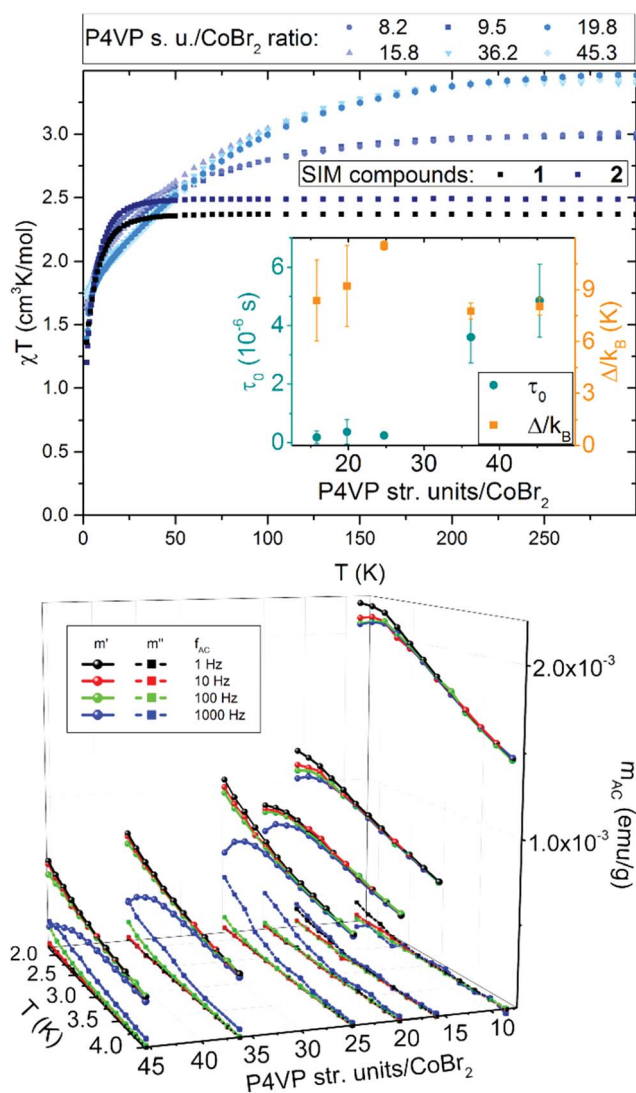 P4VP s. u./CoBr₂ ratio: 8.2 9.5 19.8
15.8 36.2 45.3
3.0
2.5
2.0
1.5
1.0
0.5
0.0
χT (cm³K/mol)
SIM compounds: 1 2
6
4
2
0
τ₀ (10⁻⁶ s)
9
6
3
0
Δ/k_B (K)
τ₀
Δ/k_B
20 30 40
P4VP str. units/CoBr₂
0 50 100 150 200 250
T (K)
m' m'' f_AC
1 Hz
10 Hz
100 Hz
1000 Hz
2.0x10⁻³
1.0x10⁻³
m_AC (emu/g)
2.0
2.5
3.0
3.5
4.0
T (K)
45 40 35 30 25 20 15 10
P4VP str. units/CoBr₂